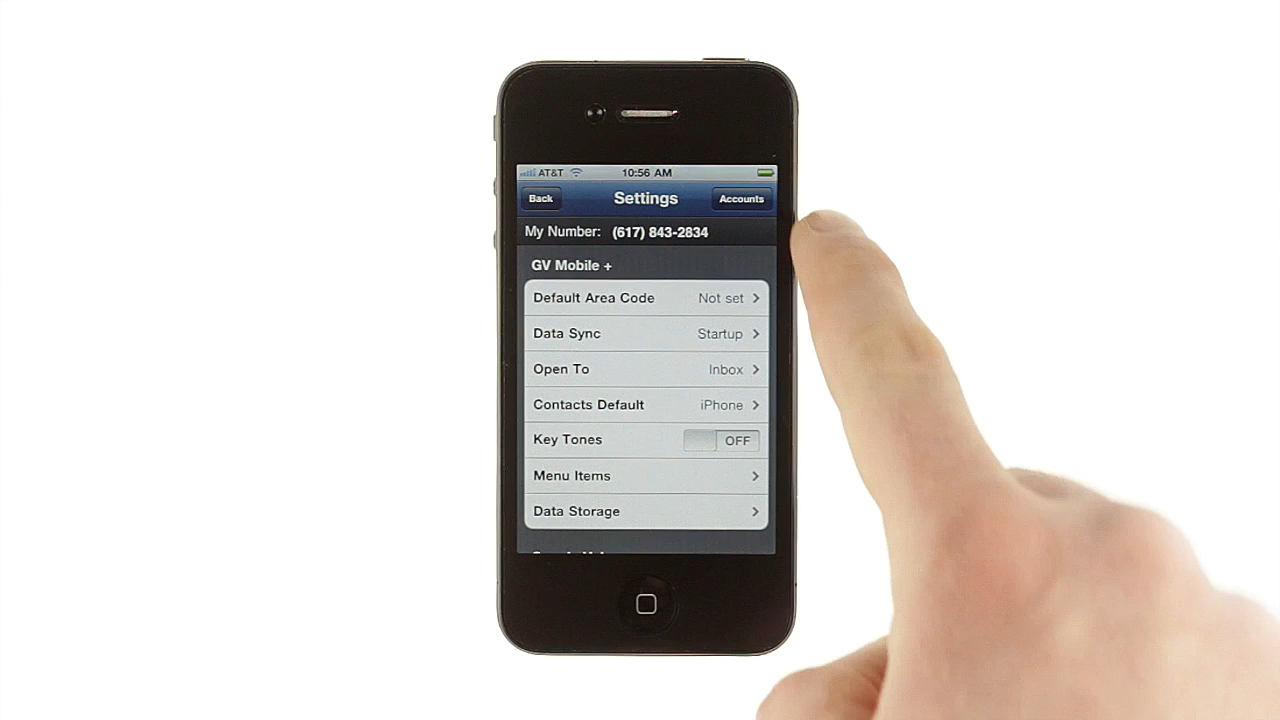 AT&T 10:56 AM
Back Settings Accounts
My Number: (617) 843-2834
GV Mobile +
Default Area Code Not set
Data Sync Startup
Open To Inbox
Contacts Default iPhone
Key Tones OFF
Menu Items
Data Storage